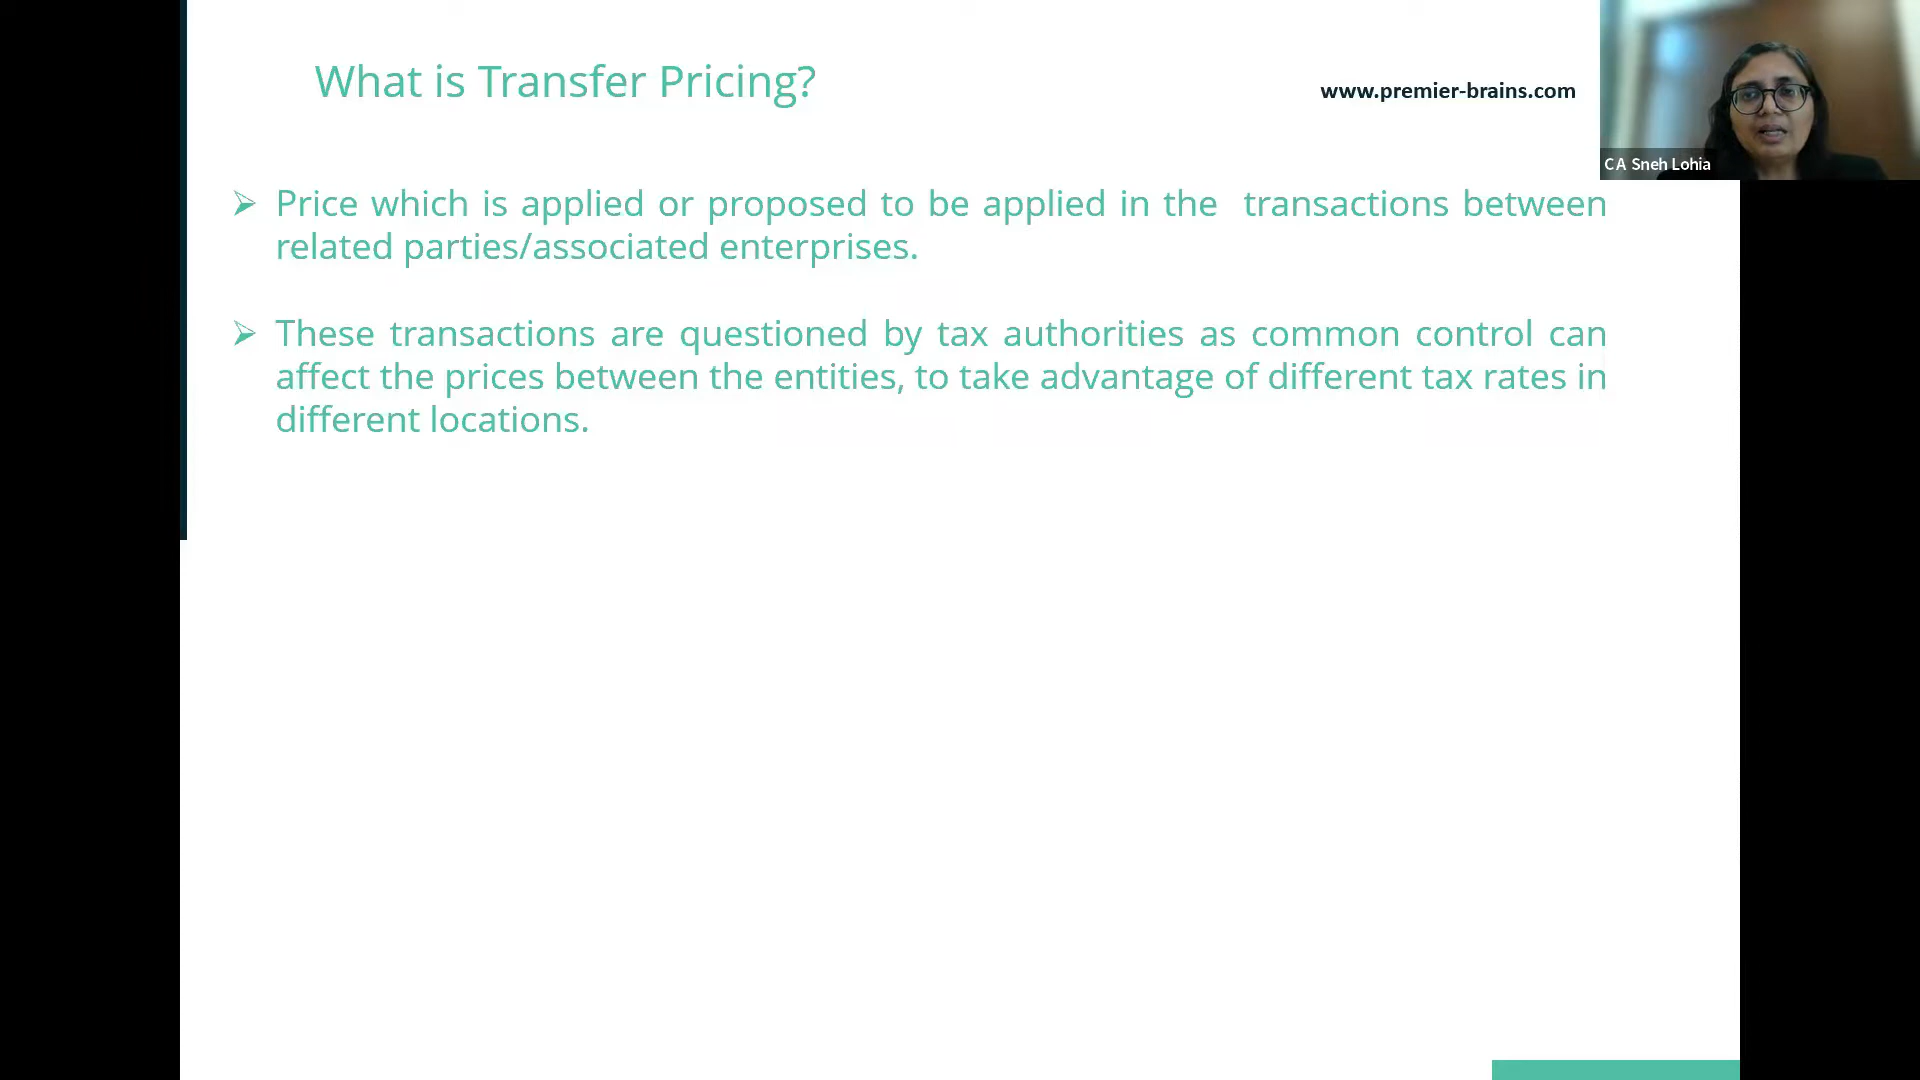 What is Transfer Pricing?
www.premier-brains.com
CA Sneh Lohia
➢ Price which is applied or proposed to be applied in the transactions between
related parties/associated enterprises.
➢ These transactions are questioned by tax authorities as common control can
affect the prices between the entities, to take advantage of different tax rates in
different locations.